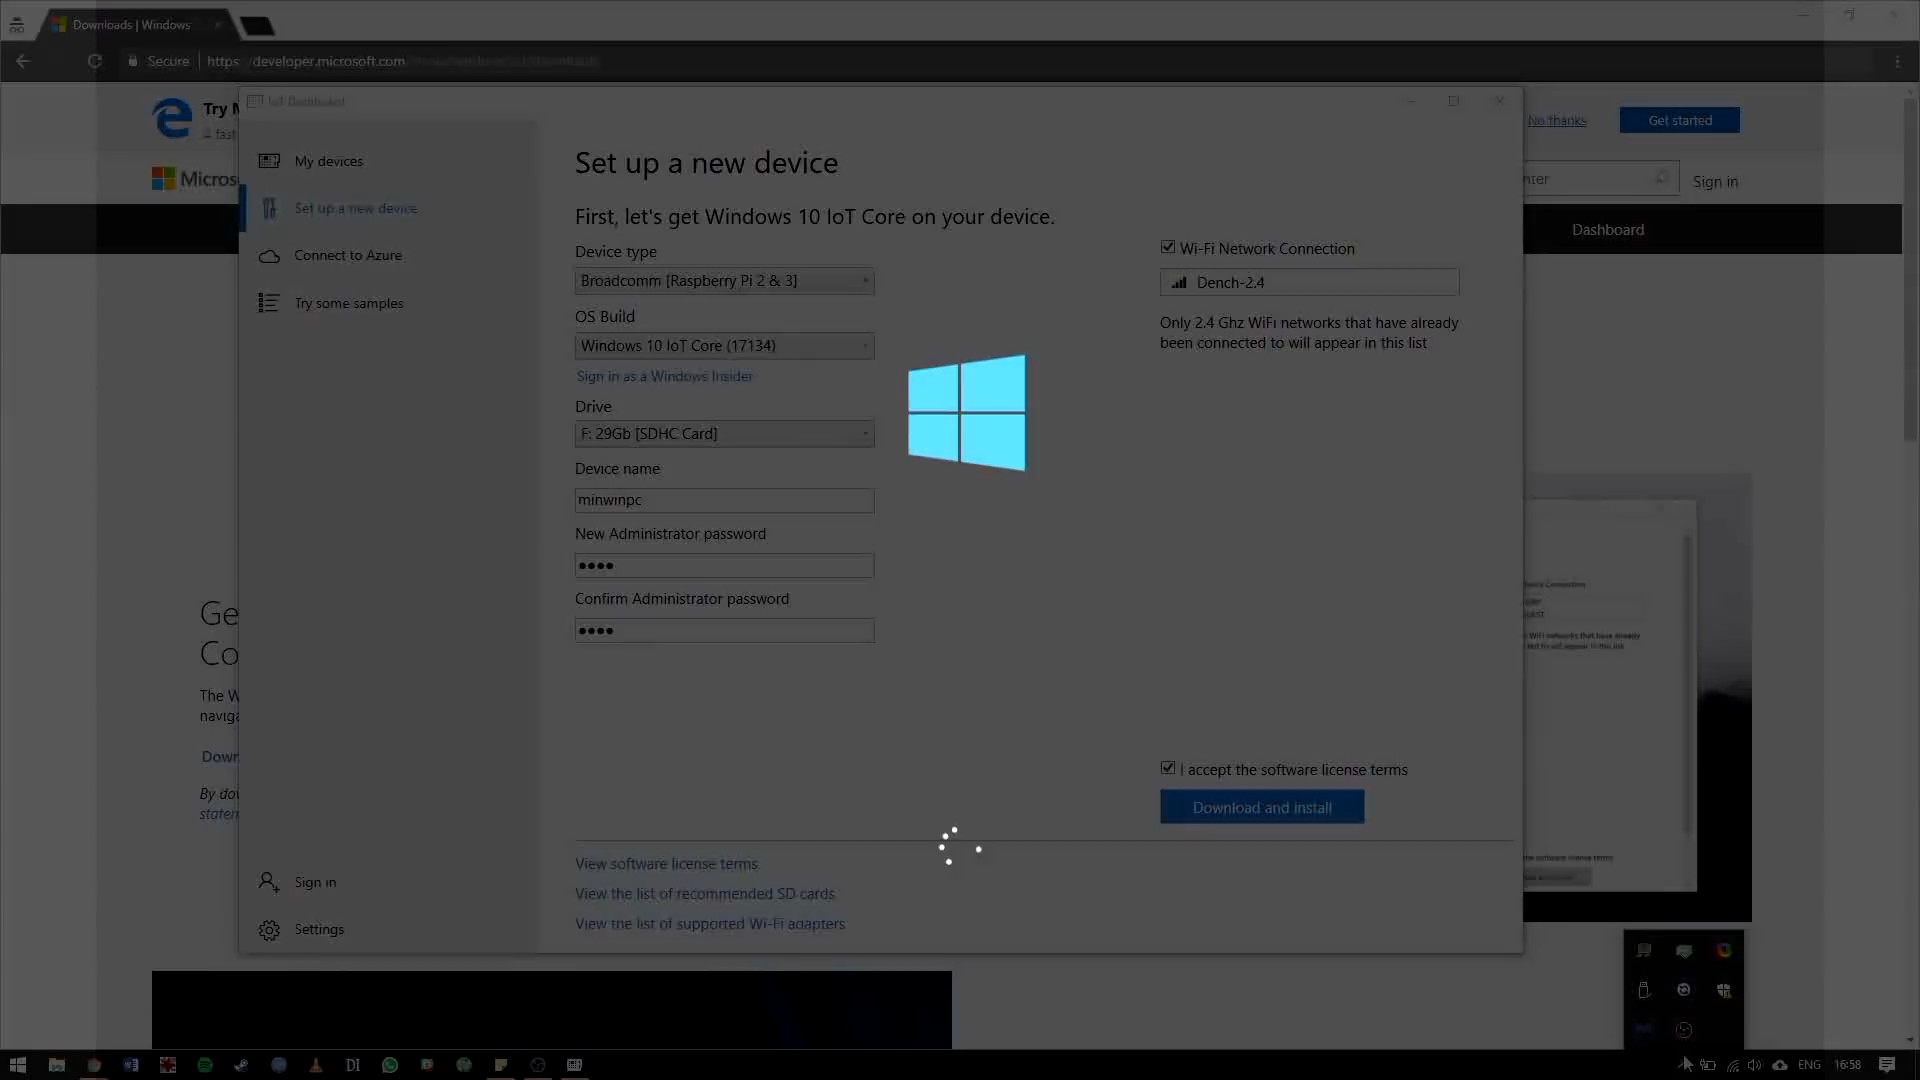 Downloads | Windows
Secure
https://developer.microsoft.com
Try M
fast
No thanks
Get started
IoT Dashboard
Micros
Sign in
Dashboard
My devices
Set up a new device
Connect to Azure
Try some samples
Sign in
Settings
Set up a new device
First, let's get Windows 10 IoT Core on your device.
Device type
Broadcomm [Raspberry Pi 2 & 3]
OS Build
Windows 10 IoT Core (17134)
Sign in as a Windows Insider
Drive
F: 29Gb [SDHC Card]
Device name
minwinpc
New Administrator password
Confirm Administrator password
Wi-Fi Network Connection
Dench-2.4
Only 2.4 Ghz WiFi networks that have already
been connected to will appear in this list
I accept the software license terms
Download and install
View software license terms
View the list of recommended SD cards
View the list of supported Wi-Fi adapters
Ge
Co
The W
naviga
Down
By dow
statem
DI
ENG
16:58